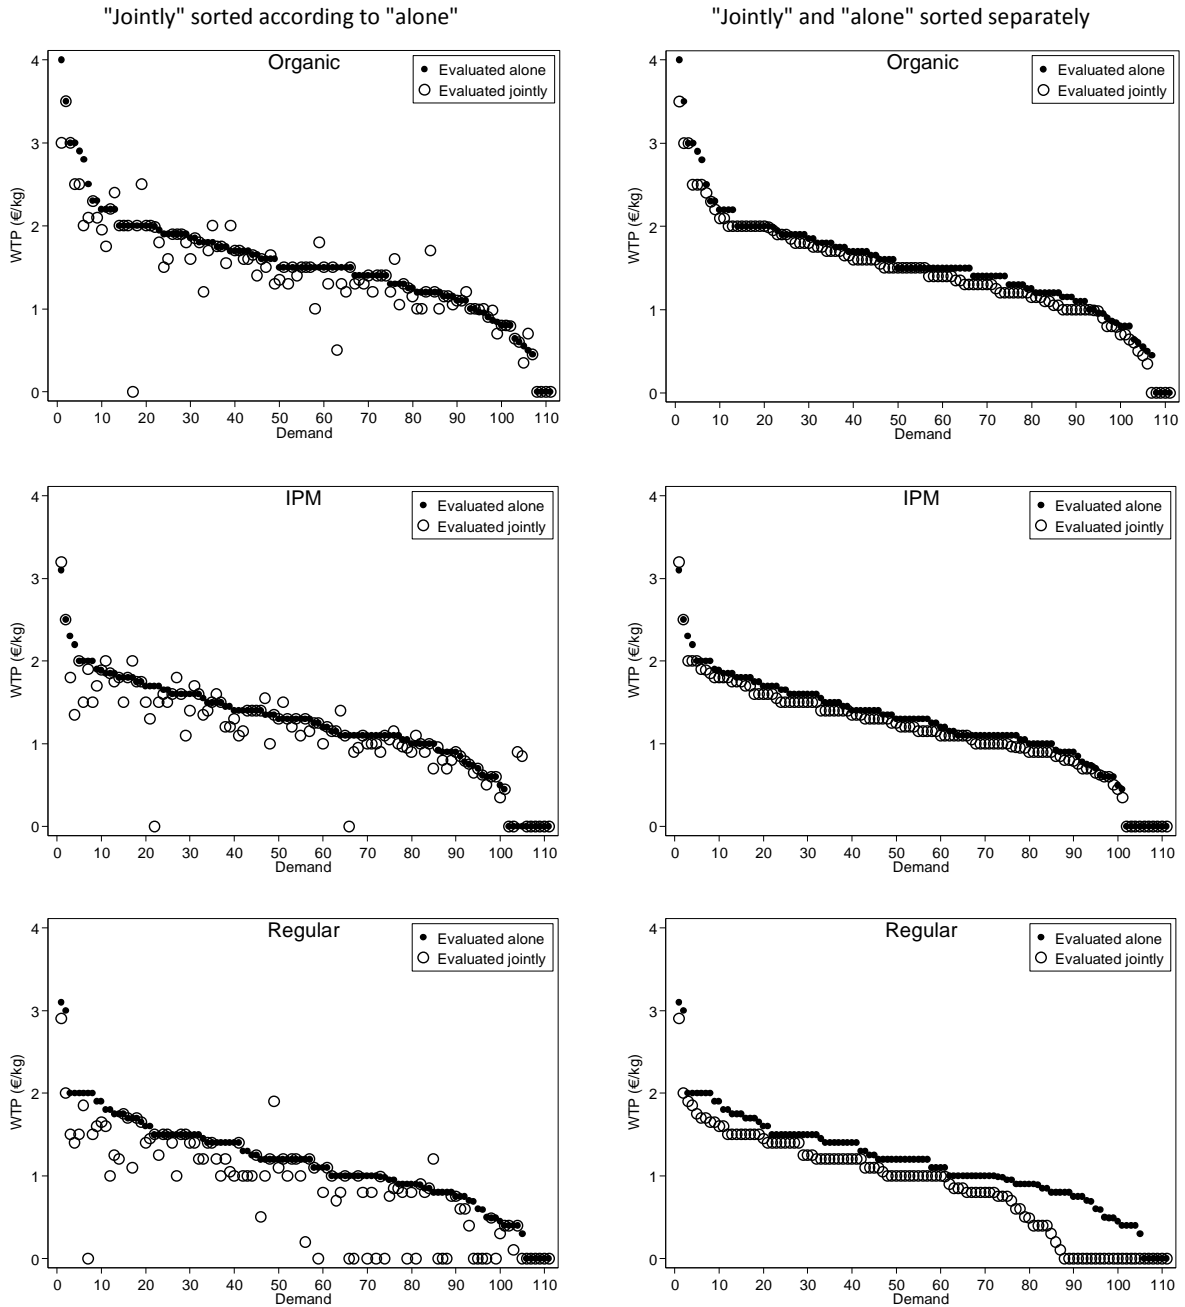 "Jointly" sorted according to "alone"
"Jointly" and "alone" sorted separately
Organic
Evaluated alone
Evaluated jointly
WTP (€/kg)
4
3
2
1
0
0 10 20 30 40 50 60 70 80 90 100 110
Demand
Organic
Evaluated alone
Evaluated jointly
WTP (€/kg)
4
3
2
1
0
0 10 20 30 40 50 60 70 80 90 100 110
Demand
IPM
Evaluated alone
Evaluated jointly
WTP (€/kg)
4
3
2
1
0
0 10 20 30 40 50 60 70 80 90 100 110
Demand
IPM
Evaluated alone
Evaluated jointly
WTP (€/kg)
4
3
2
1
0
0 10 20 30 40 50 60 70 80 90 100 110
Demand
Regular
Evaluated alone
Evaluated jointly
WTP (€/kg)
4
3
2
1
0
0 10 20 30 40 50 60 70 80 90 100 110
Demand
Regular
Evaluated alone
Evaluated jointly
WTP (€/kg)
4
3
2
1
0
0 10 20 30 40 50 60 70 80 90 100 110
Demand